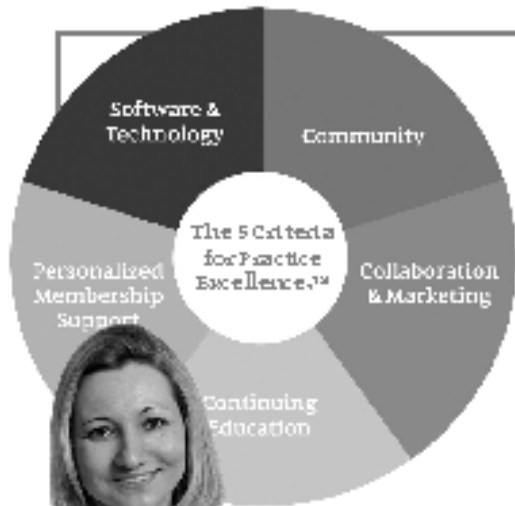 Software &
Technology
Community
The 5 Criteria
for Practice
Excellence.™
Personalized
Membership
Support
Collaboration
& Marketing
Continuing
Education